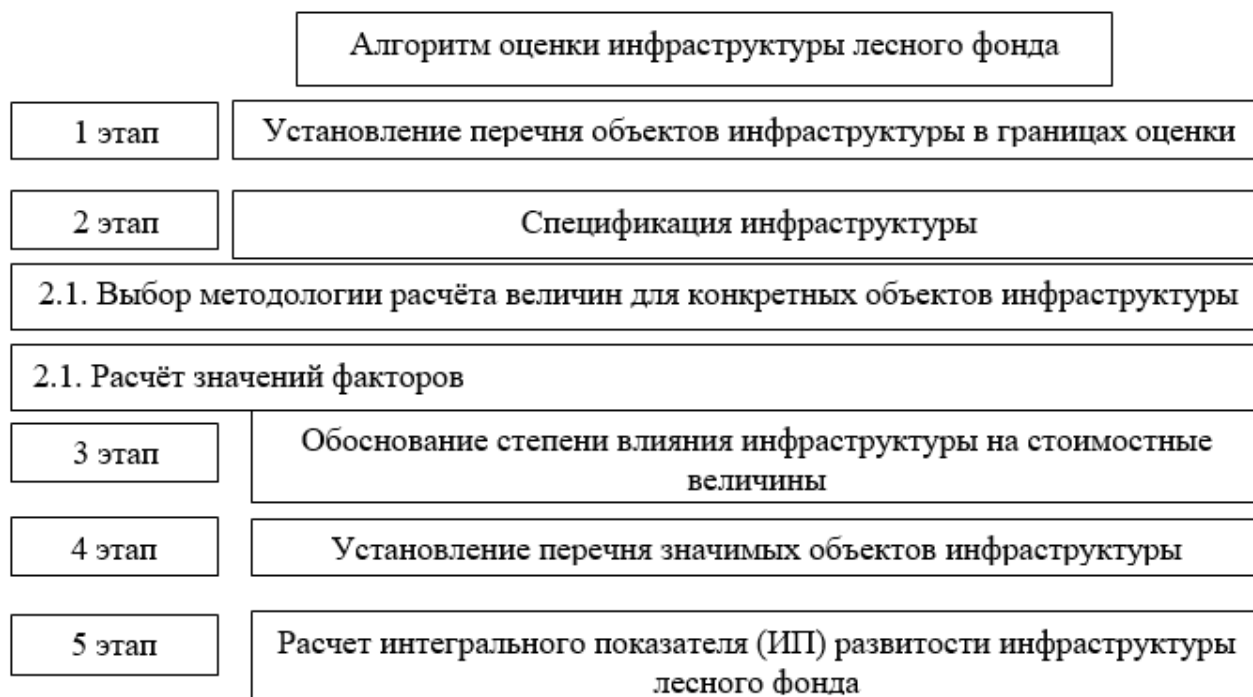 Алгоритм оценки инфраструктуры лесного фонда
1 этап
Установление перечня объектов инфраструктуры в границах оценки
2 этап
Спецификация инфраструктуры
2.1. Выбор методологии расчёта величин для конкретных объектов инфраструктуры
2.1. Расчёт значений факторов
3 этап
Обоснование степени влияния инфраструктуры на стоимостные
величины
4 этап
Установление перечня значимых объектов инфраструктуры
5 этап
Расчет интегрального показателя (ИП) развитости инфраструктуры
лесного фонда